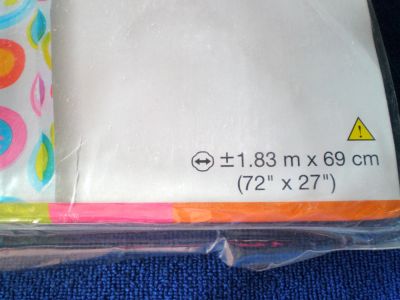 ±1.83 m x 69 cm
(72" x 27")